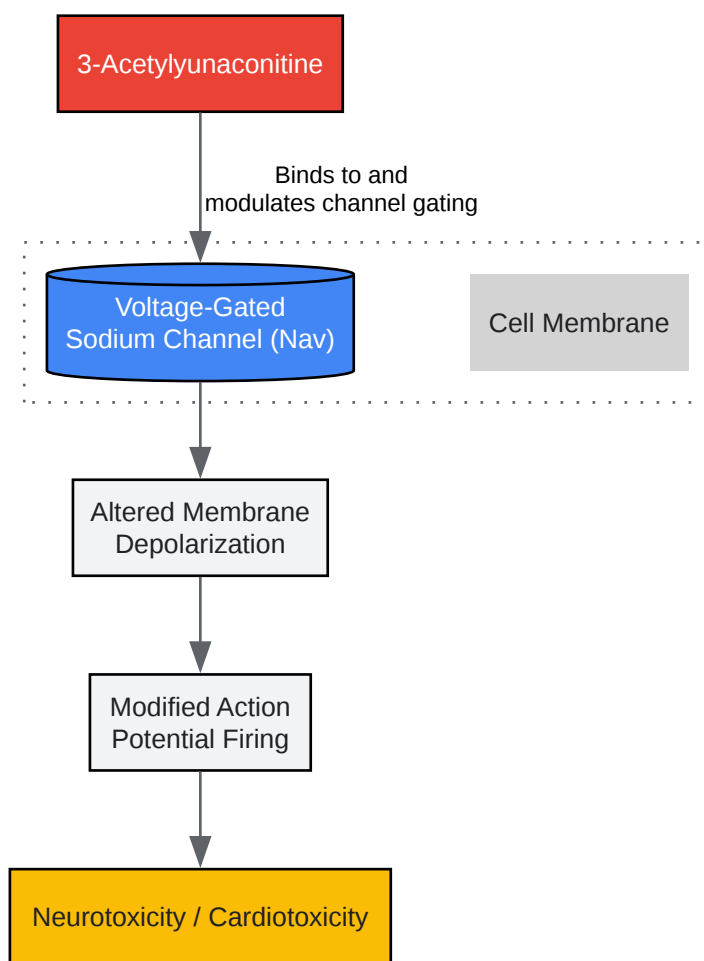 3-Acetylyunaconitine
Binds to and
modulates channel gating
Voltage-Gated
Sodium Channel (Nav)
Cell Membrane
Altered Membrane
Depolarization
Modified Action
Potential Firing
Neurotoxicity / Cardiotoxicity